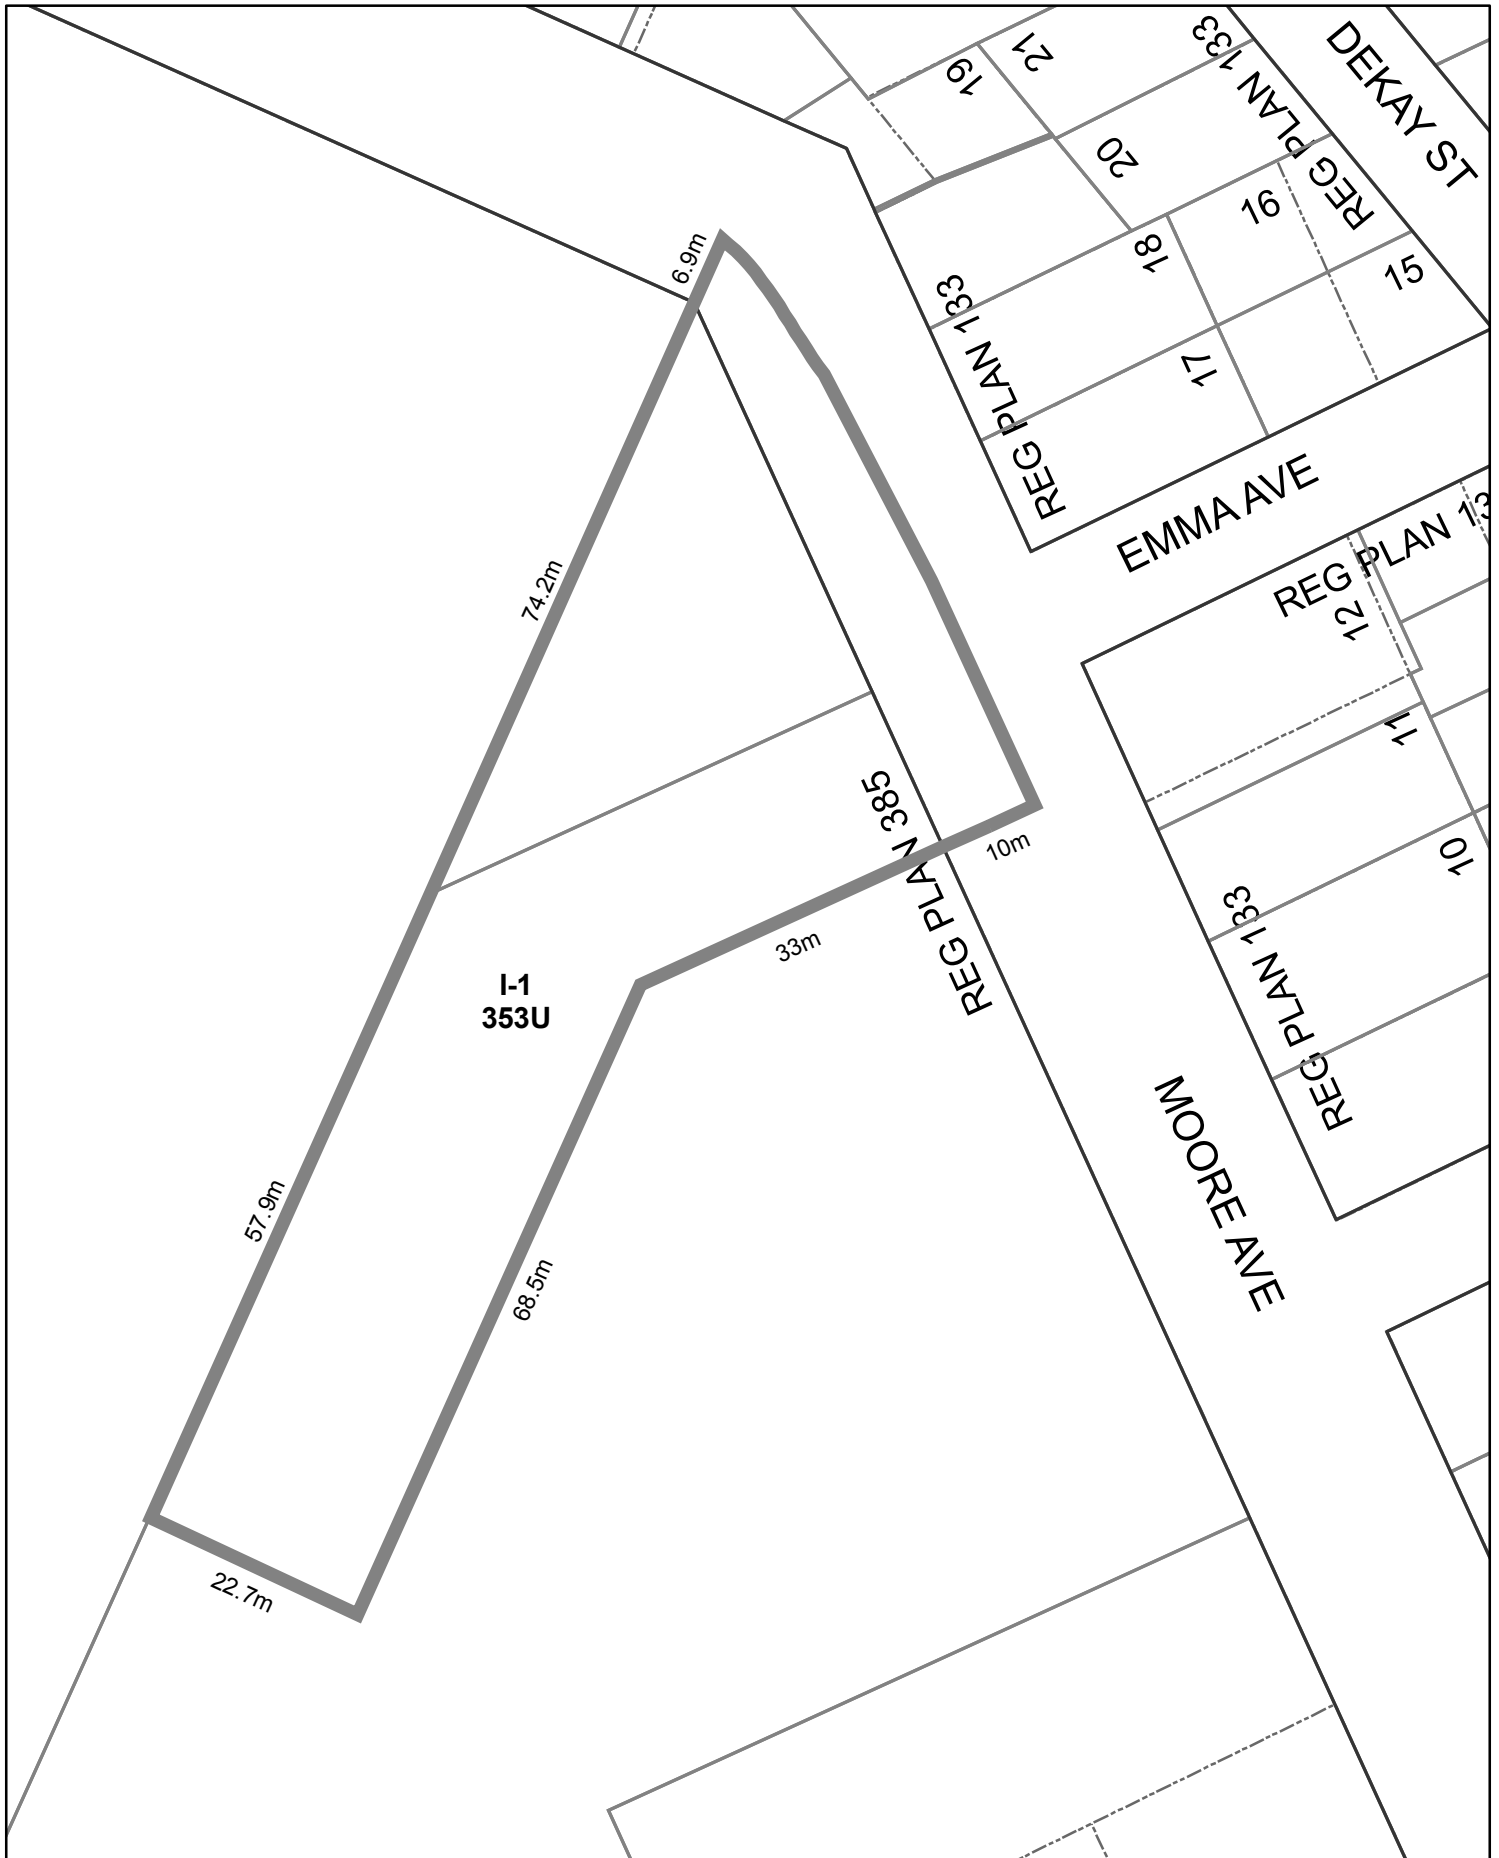 DEKAY ST
REG PLAN 133
21
19
20
16
15
18
17
6.9m
REG PLAN 133
EMMA AVE
REG PLAN 13
12
11
10
74.2m
REG PLAN 385
10m
33m
I-1
353U
REG PLAN 133
MOORE AVE
57.9m
68.5m
22.7m